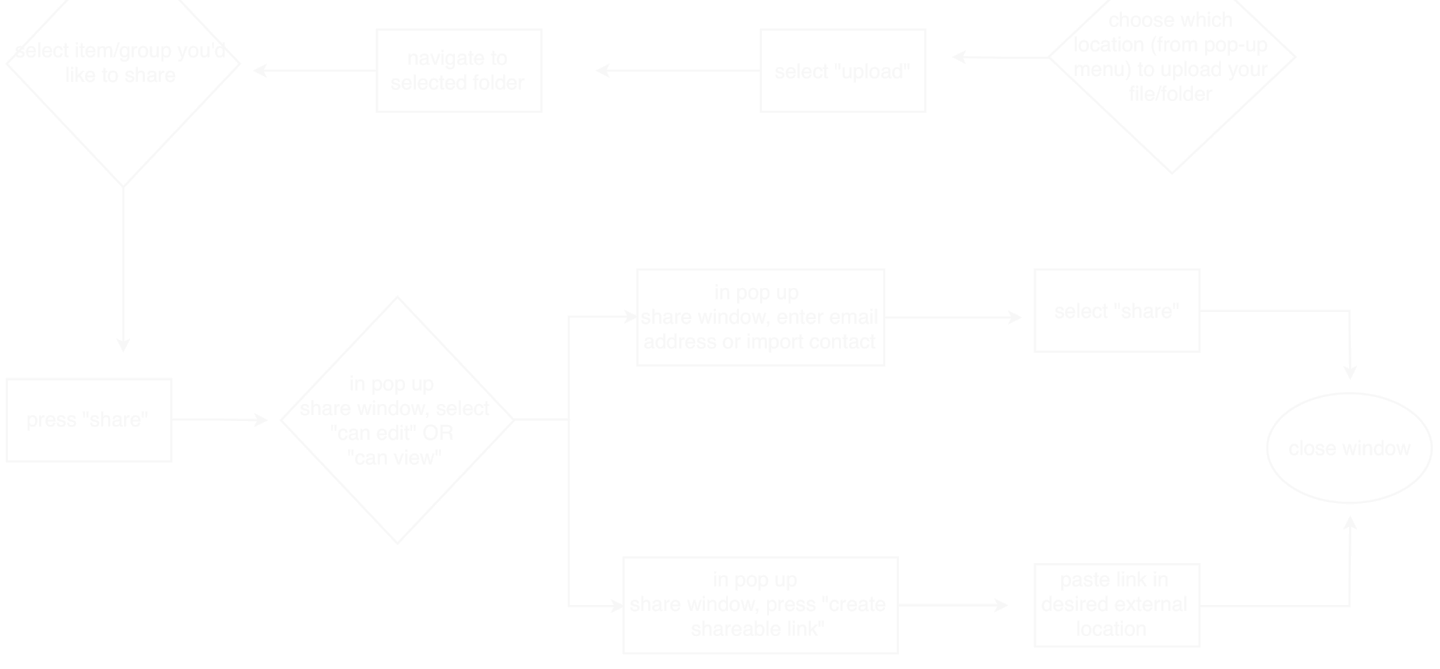 select item/group you'd
like to share
navigate to
selected folder
select "upload"
choose which
location (from pop-up
menu) to upload your
file/folder
press "share"
in pop up
share window, select
"can edit" OR
"can view"
in pop up
share window, enter email
address or import contact
select "share"
close window
in pop up
share window, press "create
shareable link"
paste link in
desired external
location